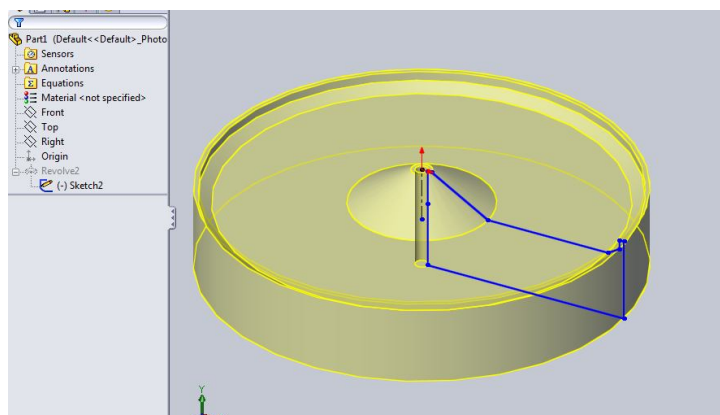 Part1 (Default<<Default>_Photo
Sensors
Annotations
Equations
Material <not specified>
Front
Top
Right
Origin
Revolve2
(-) Sketch2
Y